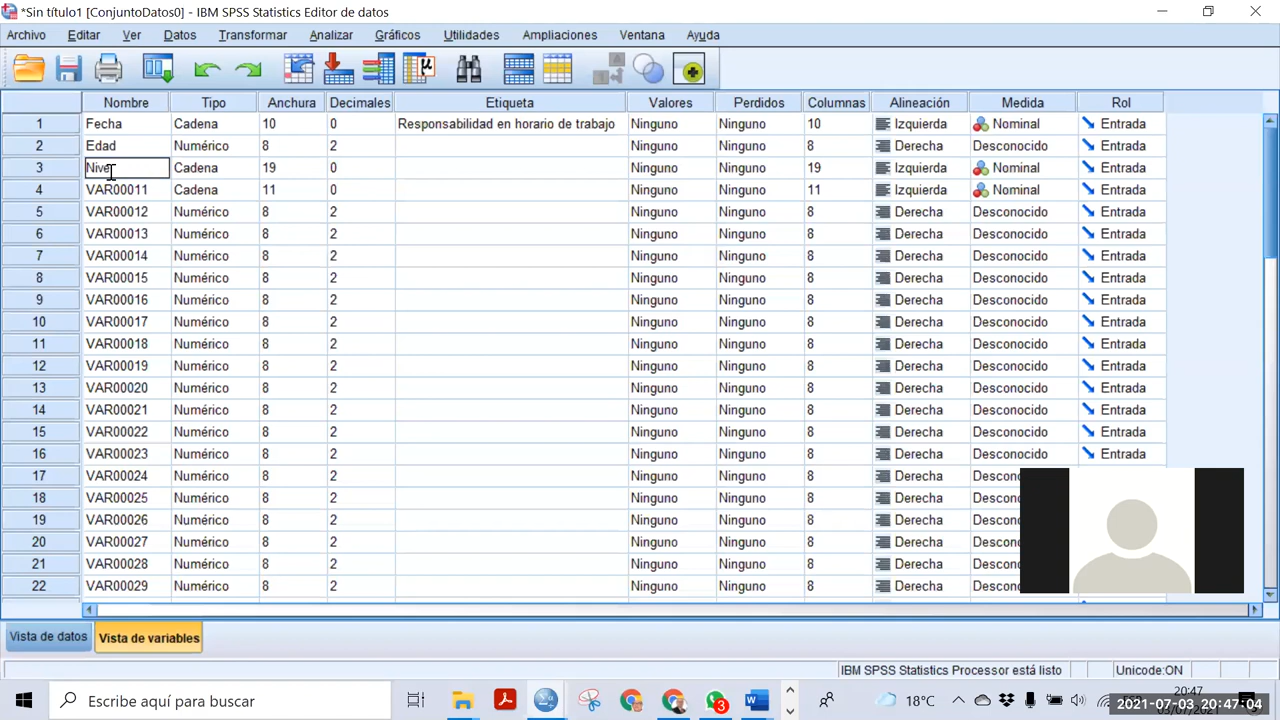 *Sin título1 [ConjuntoDatos0] - IBM SPSS Statistics Editor de datos
Archivo Editar Ver Datos Transformar Analizar Gráficos Utilidades Ampliaciones Ventana Ayuda
Nombre Tipo Anchura Decimales Etiqueta Valores Perdidos Columnas Alineación Medida Rol
1 Fecha Cadena 10 0 Responsabilidad en horario de trabajo Ninguno Ninguno 10 Izquierda Nominal Entrada
2 Edad Numérico 8 2 Ninguno Ninguno 8 Derecha Desconocido Entrada
3 Nive Cadena 19 0 Ninguno Ninguno 19 Izquierda Nominal Entrada
4 VAR00011 Cadena 11 0 Ninguno Ninguno 11 Izquierda Nominal Entrada
5 VAR00012 Numérico 8 2 Ninguno Ninguno 8 Derecha Desconocido Entrada
6 VAR00013 Numérico 8 2 Ninguno Ninguno 8 Derecha Desconocido Entrada
7 VAR00014 Numérico 8 2 Ninguno Ninguno 8 Derecha Desconocido Entrada
8 VAR00015 Numérico 8 2 Ninguno Ninguno 8 Derecha Desconocido Entrada
9 VAR00016 Numérico 8 2 Ninguno Ninguno 8 Derecha Desconocido Entrada
10 VAR00017 Numérico 8 2 Ninguno Ninguno 8 Derecha Desconocido Entrada
11 VAR00018 Numérico 8 2 Ninguno Ninguno 8 Derecha Desconocido Entrada
12 VAR00019 Numérico 8 2 Ninguno Ninguno 8 Derecha Desconocido Entrada
13 VAR00020 Numérico 8 2 Ninguno Ninguno 8 Derecha Desconocido Entrada
14 VAR00021 Numérico 8 2 Ninguno Ninguno 8 Derecha Desconocido Entrada
15 VAR00022 Numérico 8 2 Ninguno Ninguno 8 Derecha Desconocido Entrada
16 VAR00023 Numérico 8 2 Ninguno Ninguno 8 Derecha Desconocido Entrada
17 VAR00024 Numérico 8 2 Ninguno Ninguno 8 Derecha Descono
18 VAR00025 Numérico 8 2 Ninguno Ninguno 8 Derecha Descono
19 VAR00026 Numérico 8 2 Ninguno Ninguno 8 Derecha Descono
20 VAR00027 Numérico 8 2 Ninguno Ninguno 8 Derecha Descono
21 VAR00028 Numérico 8 2 Ninguno Ninguno 8 Derecha Descono
22 VAR00029 Numérico 8 2 Ninguno Ninguno 8 Derecha Descono
Vista de datos Vista de variables
IBM SPSS Statistics Processor está listo Unicode:ON
Escribe aquí para buscar 3 18°C 20:47
2021-07-03 20:47:04